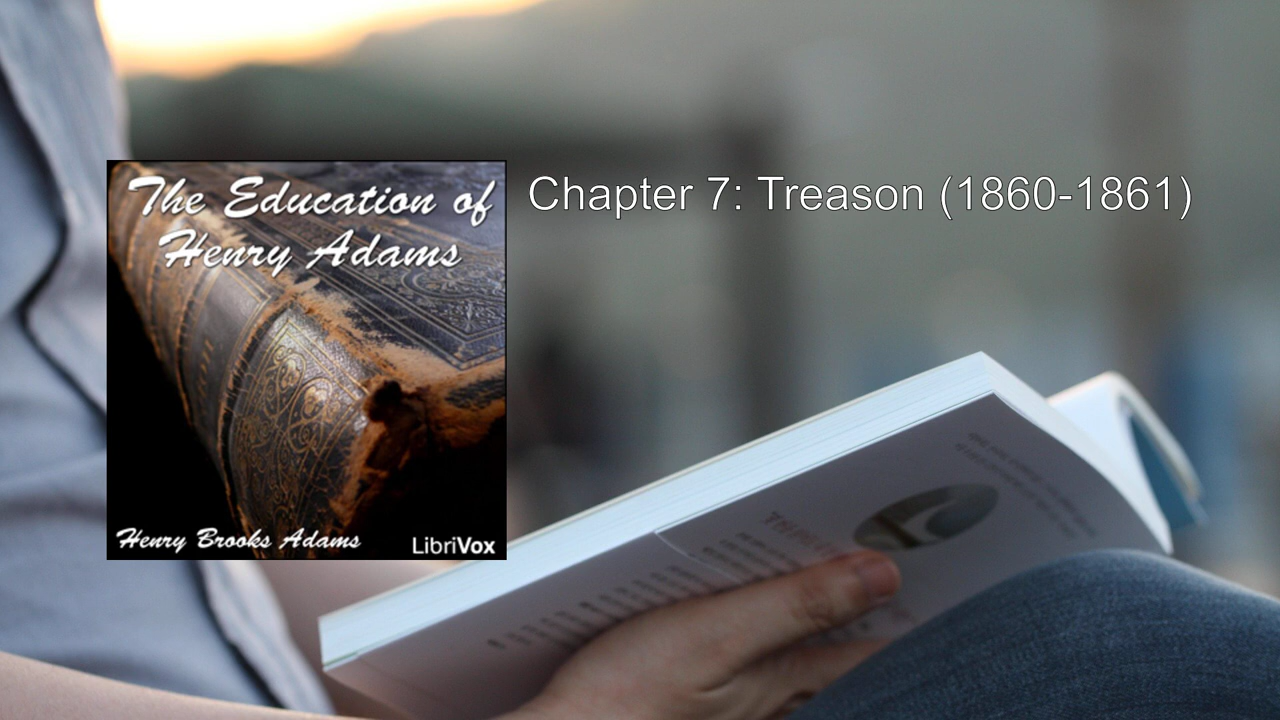 The Education of
Henry Adams
Henry Brooks Adams
LibriVox
Chapter 7: Treason (1860-1861)